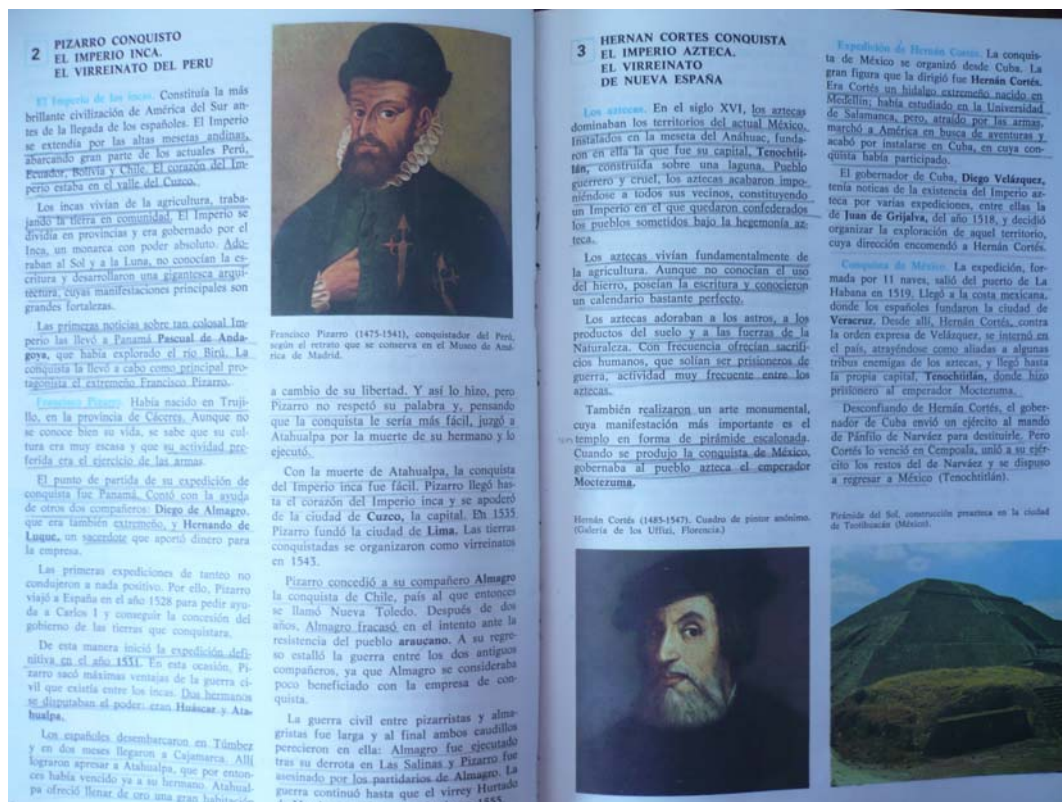 2
PIZARRO CONQUISTO
EL IMPERIO INCA.
EL VIRREINATO DEL PERU
El Imperio de los incas. Constituía la más
brillante civilización de América del Sur an-
tes de la llegada de los españoles. El Imperio
se extendía por las altas mesetas andinas,
abarcando gran parte de los actuales Perú,
Ecuador, Bolivia y Chile. El corazón del Im-
perio estaba en el valle del Cuzco.
Los incas vivían de la agricultura, traba-
jando la tierra en comunidad. El Imperio se
dividía en provincias y era gobernado por el
Inca, un monarca con poder absoluto. Ado-
raban al Sol y a la Luna, no conocían la es-
critura y desarrollaron una gigantesca arqui-
tectura, cuyas manifestaciones principales son
grandes fortalezas.
Las primeras noticias sobre tan colosal Im-
perio las llevó a Panamá Pascual de Anda-
goya, que había explorado el río Birú. La
conquista la llevó a cabo como principal pro-
tagonista el extremeño Francisco Pizarro.
Francisco Pizarro. Había nacido en Truji-
llo, en la provincia de Cáceres. Aunque no
se conoce bien su vida, se sabe que su cul-
tura era muy escasa y que su actividad pre-
ferida era el ejercicio de las armas.
El punto de partida de su expedición de
conquista fue Panamá. Contó con la ayuda
de otros dos compañeros: Diego de Almagro,
que era también extremeño, y Hernando de
Luque, un sacerdote que aportó dinero para
la empresa.
Las primeras expediciones de tanteo no
condujeron a nada positivo. Por ello, Pizarro
viajó a España en el año 1528 para pedir ayu-
da a Carlos I y conseguir la concesión del
gobierno de las tierras que conquistara.
De esta manera inició la expedición defi-
nitiva en el año 1531. En esta ocasión, Pi-
zarro sacó máximas ventajas de la guerra ci-
vil que existía entre los incas. Dos hermanos
se disputaban el poder: eran Huáscar y Ata-
hualpa.
Los españoles desembarcaron en Túmbez
y en dos meses llegaron a Cajamarca. Allí
lograron apresar a Atahualpa, que por enton-
ces había vencido ya a su hermano. Atahual-
pa ofreció llenar de oro una gran habitación
Francisco Pizarro (1475-1541), conquistador del Perú,
según el retrato que se conserva en el Museo de Amé-
rica de Madrid.
a cambio de su libertad. Y así lo hizo, pero
Pizarro no respetó su palabra y, pensando
que la conquista le sería más fácil, juzgó a
Atahualpa por la muerte de su hermano y lo
ejecutó.
Con la muerte de Atahualpa, la conquista
del Imperio inca fue fácil. Pizarro llegó has-
ta el corazón del Imperio inca y se apoderó
de la ciudad de Cuzco, la capital. En 1535
Pizarro fundó la ciudad de Lima. Las tierras
conquistadas se organizaron como virreinatos
en 1543.
Pizarro concedió a su compañero Almagro
la conquista de Chile, país al que entonces
se llamó Nueva Toledo. Después de dos
años, Almagro fracasó en el intento ante la
resistencia del pueblo araucano. A su regre-
so estalló la guerra entre los dos antiguos
compañeros, ya que Almagro se consideraba
poco beneficiado con la empresa de con-
quista.
La guerra civil entre pizarristas y alma-
gristas fue larga y al final ambos caudillos
perecieron en ella: Almagro fue ejecutado
tras su derrota en Las Salinas y Pizarro fue
asesinado por los partidarios de Almagro. La
guerra continuó hasta que el virrey Hurtado
1555
3
HERNAN CORTES CONQUISTA
EL IMPERIO AZTECA.
EL VIRREINATO
DE NUEVA ESPAÑA
Los aztecas. En el siglo XVI, los aztecas
dominaban los territorios del actual México.
Instalados en la meseta del Anáhuac, funda-
ron en ella la que fue su capital, Tenochtit-
lán, construida sobre una laguna. Pueblo
guerrero y cruel, los aztecas acabaron impo-
niéndose a todos sus vecinos, constituyendo
un Imperio en el que quedaron confederados
los pueblos sometidos bajo la hegemonía az-
teca.
Los aztecas vivían fundamentalmente de
la agricultura. Aunque no conocían el uso
del hierro, poseían la escritura y conocieron
un calendario bastante perfecto.
Los aztecas adoraban a los astros, a los
productos del suelo y a las fuerzas de la
Naturaleza. Con frecuencia ofrecían sacrifi-
cios humanos, que solían ser prisioneros de
guerra, actividad muy frecuente entre los
aztecas.
También realizaron un arte monumental,
cuya manifestación más importante es el
templo en forma de pirámide escalonada.
Cuando se produjo la conquista de México,
gobernaba al pueblo azteca el emperador
Moctezuma.
Hernán Cortés (1485-1547). Cuadro de pintor anónimo.
(Galería de los Uffizi, Florencia.)
Expedición de Hernán Cortés. La conquis-
ta de México se organizó desde Cuba. La
gran figura que la dirigió fue Hernán Cortés.
Era Cortés un hidalgo extremeño nacido en
Medellín; había estudiado en la Universidad
de Salamanca, pero, atraído por las armas,
marchó a América en busca de aventuras y
acabó por instalarse en Cuba, en cuya con-
quista había participado.
El gobernador de Cuba, Diego Velázquez,
tenía noticas de la existencia del Imperio az-
teca por varias expediciones, entre ellas la
de Juan de Grijalva, del año 1518, y decidió
organizar la exploración de aquel territorio,
cuya dirección encomendó a Hernán Cortés.
Conquista de México. La expedición, for-
mada por 11 naves, salió del puerto de La
Habana en 1519. Llegó a la costa mexicana,
donde los españoles fundaron la ciudad de
Veracruz. Desde allí, Hernán Cortés, contra
la orden expresa de Velázquez, se internó en
el país, atrayéndose como aliadas a algunas
tribus enemigas de los aztecas, y llegó hasta
la propia capital, Tenochtitlán, donde hizo
prisionero al emperador Moctezuma.
Desconfiando de Hernán Cortés, el gober-
nador de Cuba envió un ejército al mando
de Pánfilo de Narváez para destituirle. Pero
Cortés lo venció en Cempoala, unió a su ejér-
cito los restos del de Narváez y se dispuso
a regresar a México (Tenochtitlán).
Pirámide del Sol, construcción preazteca en la ciudad
de Teotihuacán (México).